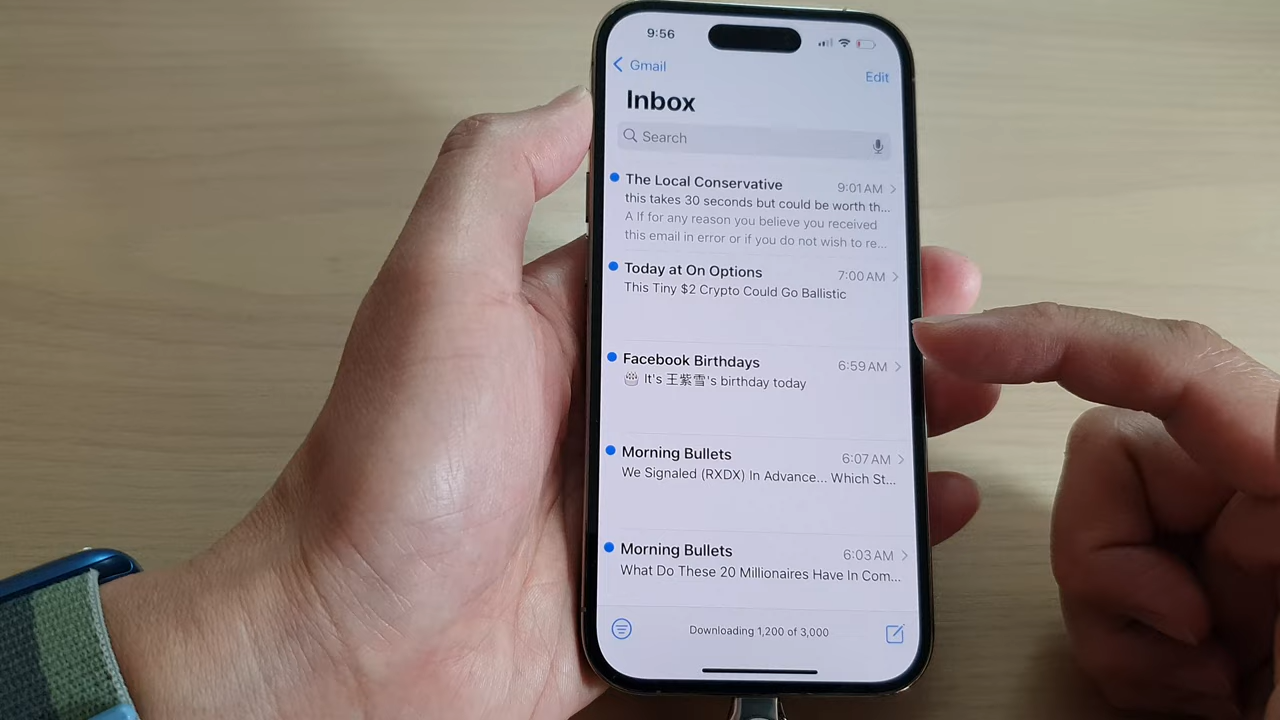 9:56
Gmail
Edit
Inbox
Search
The Local Conservative 9:01 AM
this takes 30 seconds but could be worth th...
A lf for any reason you believe you received
this email in error or if you do not wish to re...
Today at On Options 7:00 AM
This Tiny $2 Crypto Could Go Ballistic
Facebook Birthdays 6:59 AM
🎂 It's 王紫雪's birthday today
Morning Bullets 6:07 AM
We Signaled (RXDX) In Advance... Which St...
Morning Bullets 6:03 AM
What Do These 20 Millionaires Have In Com...
Downloading 1,200 of 3,000